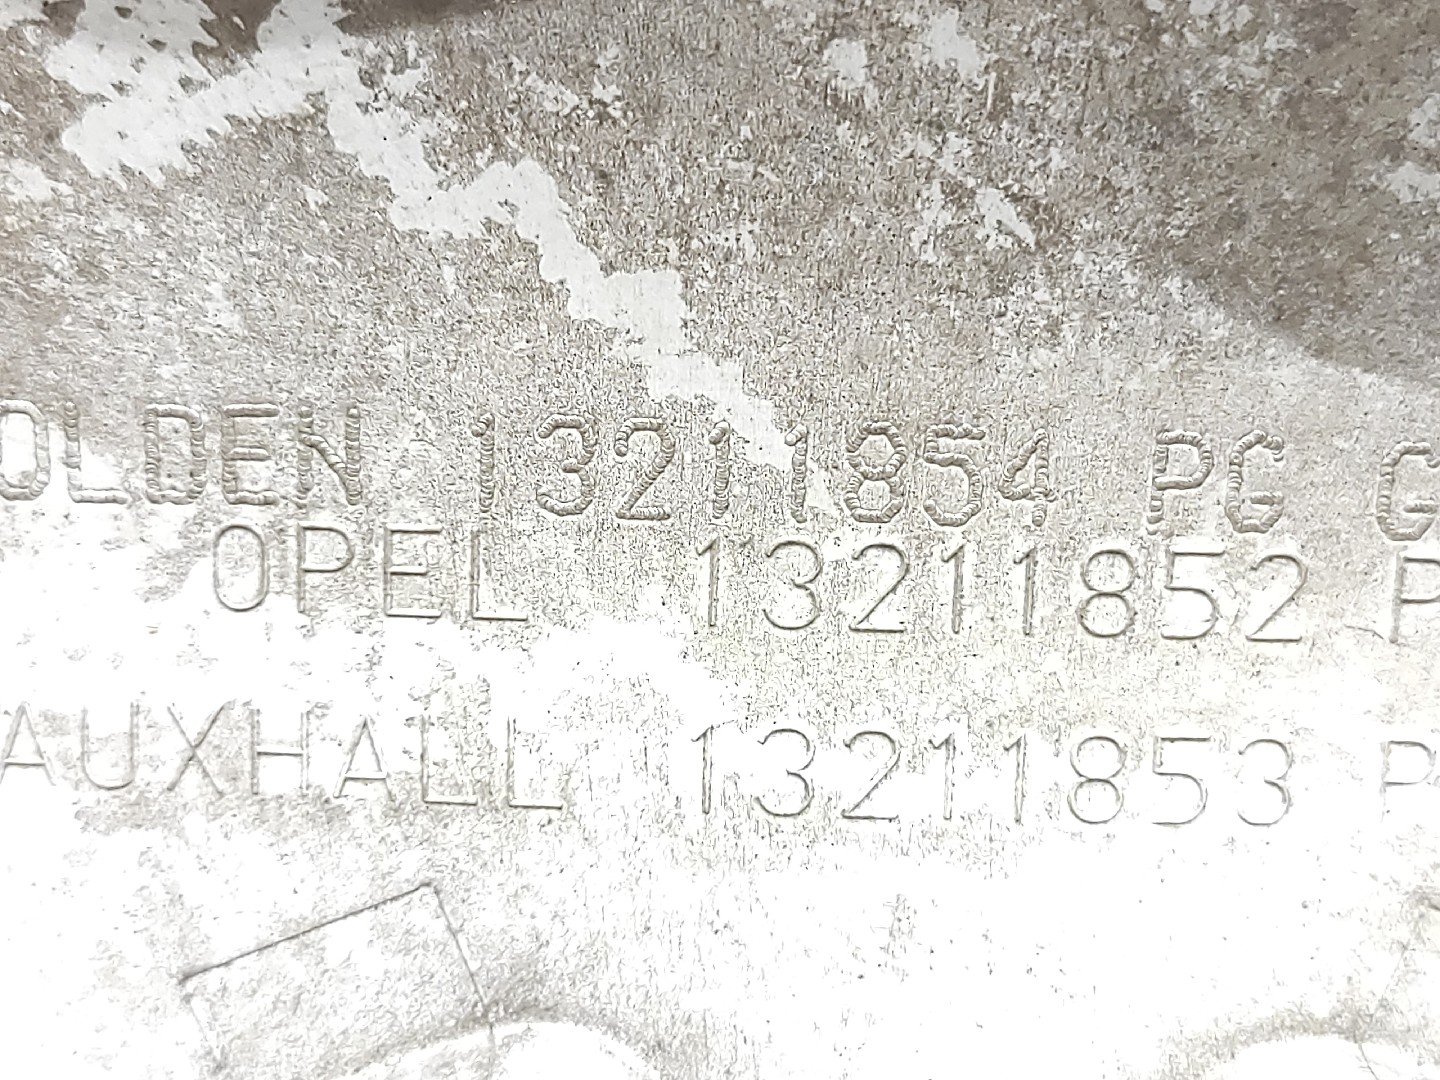 OLDEN 13211854 PG G
OPEL 13211852 P
AUXHALL 13211853 P